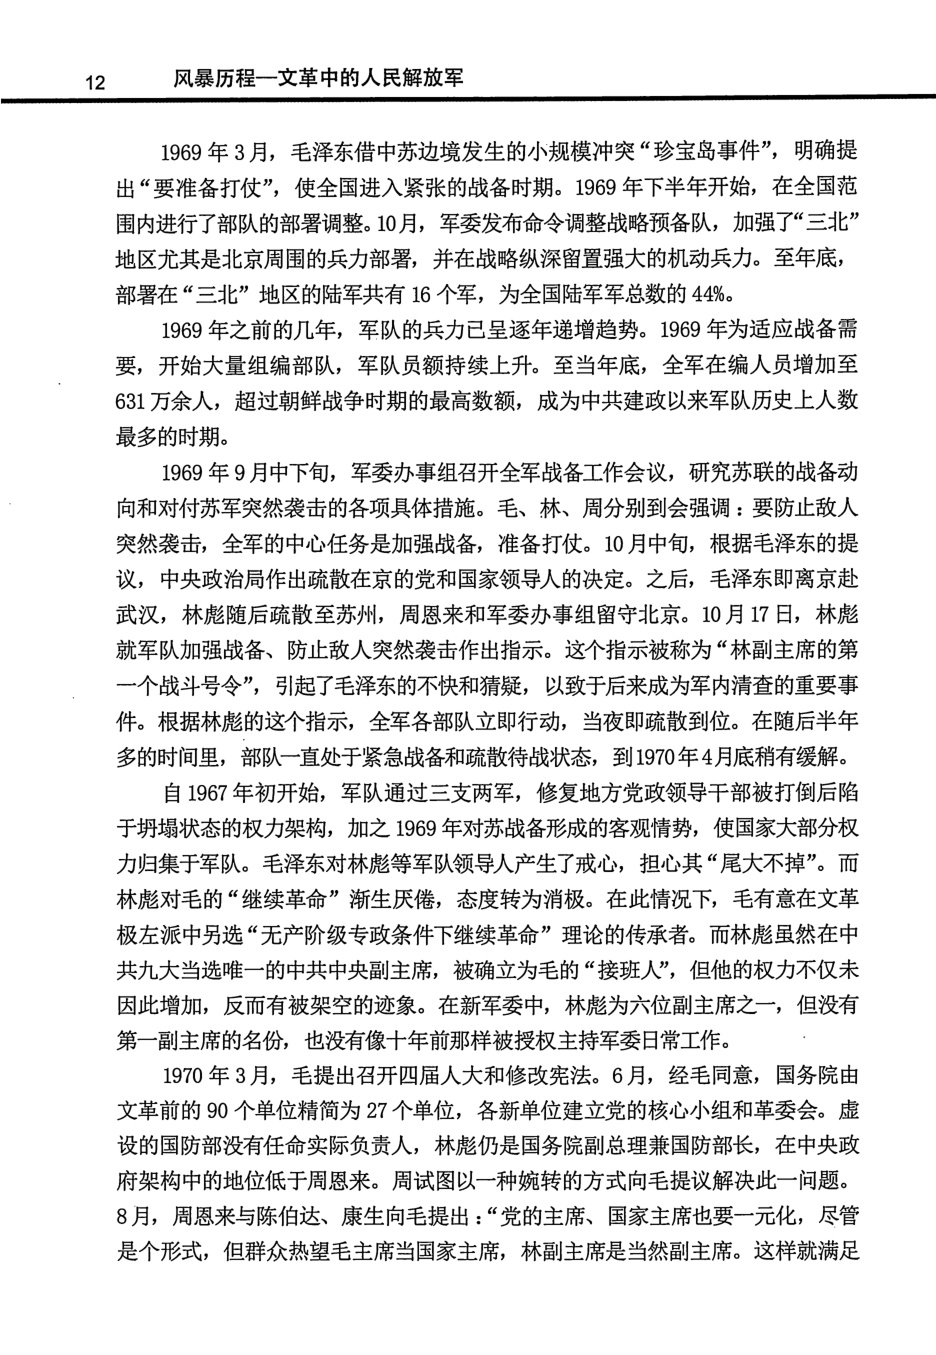 12 风暴历程—文革中的人民解放军
1969 年 3 月，毛泽东借中苏边境发生的小规模冲突“珍宝岛事件”，明确提
出“要准备打仗”，使全国进入紧张的战备时期。1969 年下半年开始，在全国范
围内进行了部队的部署调整。10月，军委发布命令调整战略预备队，加强了“三北”
地区尤其是北京周围的兵力部署，并在战略纵深留置强大的机动兵力。至年底，
部署在“三北”地区的陆军共有 16 个军，为全国陆军军总数的 44%。
1969 年之前的几年，军队的兵力已呈逐年递增趋势。1969 年为适应战备需
要，开始大量组编部队，军队员额持续上升。至当年底，全军在编人员增加至
631 万余人，超过朝鲜战争时期的最高数额，成为中共建政以来军队历史上人数
最多的时期。
1969 年 9 月中下旬，军委办事组召开全军战备工作会议，研究苏联的战备动
向和对付苏军突然袭击的各项具体措施。毛、林、周分别到会强调：要防止敌人
突然袭击，全军的中心任务是加强战备，准备打仗。10 月中旬，根据毛泽东的提
议，中央政治局作出疏散在京的党和国家领导人的决定。之后，毛泽东即离京赴
武汉，林彪随后疏散至苏州，周恩来和军委办事组留守北京。10 月 17 日，林彪
就军队加强战备、防止敌人突然袭击作出指示。这个指示被称为“林副主席的第
一个战斗号令”，引起了毛泽东的不快和猜疑，以致于后来成为军内清查的重要事
件。根据林彪的这个指示，全军各部队立即行动，当夜即疏散到位。在随后半年
多的时间里，部队一直处于紧急战备和疏散待战状态，到1970年4月底稍有缓解。
自 1967 年初开始，军队通过三支两军，修复地方党政领导干部被打倒后陷
于坍塌状态的权力架构，加之 1969 年对苏战备形成的客观情势，使国家大部分权
力归集于军队。毛泽东对林彪等军队领导人产生了戒心，担心其“尾大不掉”。而
林彪对毛的“继续革命”渐生厌倦，态度转为消极。在此情况下，毛有意在文革
极左派中另选“无产阶级专政条件下继续革命”理论的传承者。而林彪虽然在中
共九大当选唯一的中共中央副主席，被确立为毛的“接班人”，但他的权力不仅未
因此增加，反而有被架空的迹象。在新军委中，林彪为六位副主席之一，但没有
第一副主席的名份，也没有像十年前那样被授权主持军委日常工作。
1970 年 3 月，毛提出召开四届人大和修改宪法。6 月，经毛同意，国务院由
文革前的 90 个单位精简为 27 个单位，各新单位建立党的核心小组和革委会。虚
设的国防部没有任命实际负责人，林彪仍是国务院副总理兼国防部长，在中央政
府架构中的地位低于周恩来。周试图以一种婉转的方式向毛提议解决此一问题。
8 月，周恩来与陈伯达、康生向毛提出：“党的主席、国家主席也要一元化，尽管
是个形式，但群众热望毛主席当国家主席，林副主席是当然副主席。这样就满足